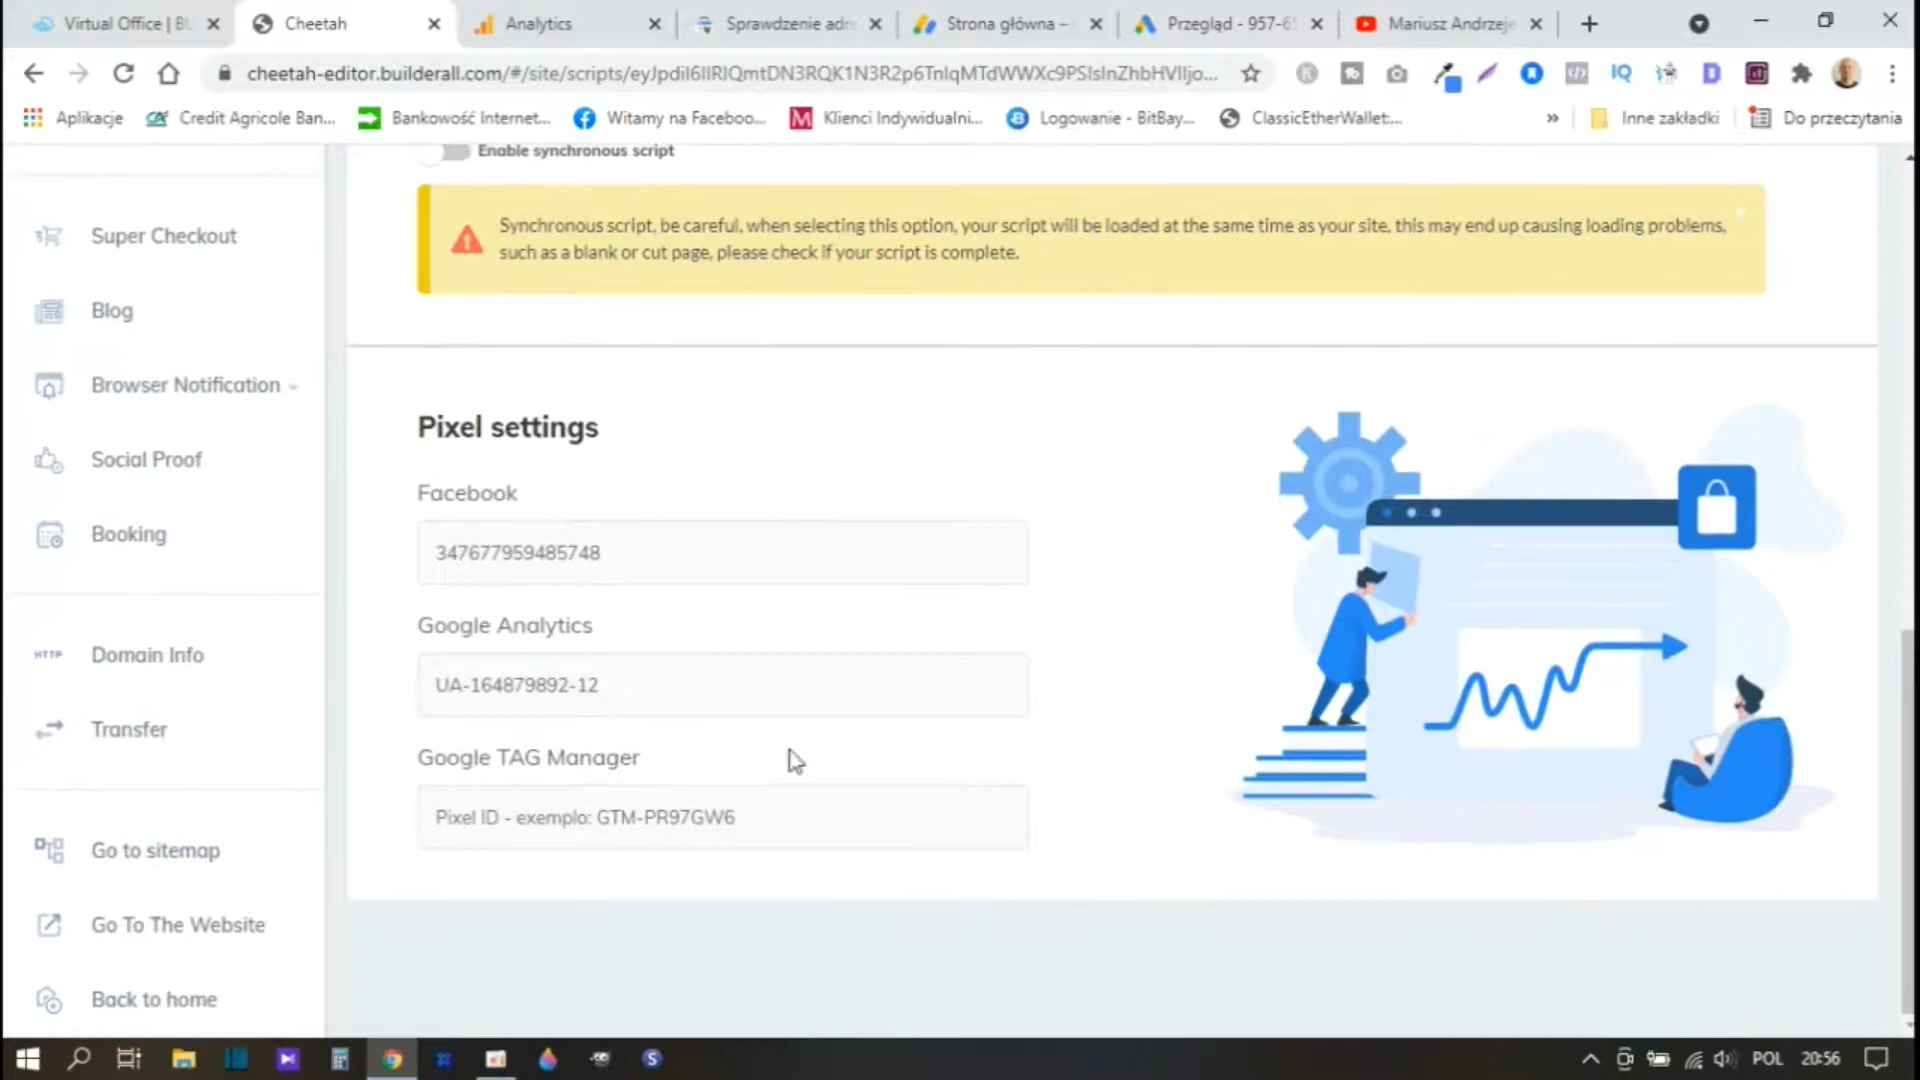 Virtual Office | BU
Cheetah
Analytics
Sprawdzenie adr
Strona główna –
Przegląd - 957-6
Mariusz Andrzeje
cheetah-editor.builderall.com/#/site/scripts/eyJpdiI6IlRIQmtDN3RQK1N3R2p6TnIqMTdWWXc9PSIsInZhbHVlIjo...
Aplikacje
Credit Agricole Ban...
Bankowość Internet...
Witamy na Faceboo...
Klienci Indywidualni...
Logowanie - BitBay...
ClassicEtherWallet:...
»
Inne zakładki
Do przeczytania
Enable synchronous script
Synchronous script, be careful, when selecting this option, your script will be loaded at the same time as your site, this may end up causing loading problems,
such as a blank or cut page, please check if your script is complete.
Super Checkout
Blog
Browser Notification
Social Proof
Booking
HTTP Domain Info
Transfer
Go to sitemap
Go To The Website
Back to home
Pixel settings
Facebook
347677959485748
Google Analytics
UA-164879892-12
Google TAG Manager
Pixel ID - exemplo: GTM-PR97GW6
POL
20:56